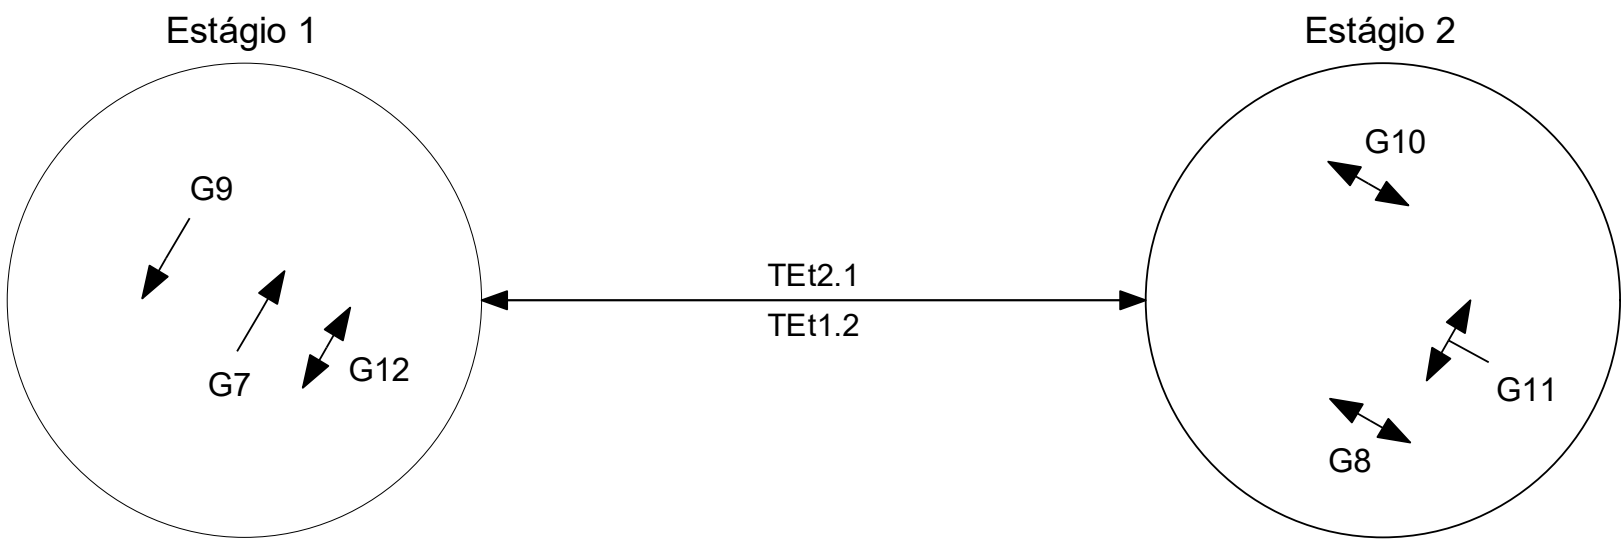 Estágio 1
Estágio 2
G9
G7
G12
TEt2.1
TEt1.2
G10
G11
G8